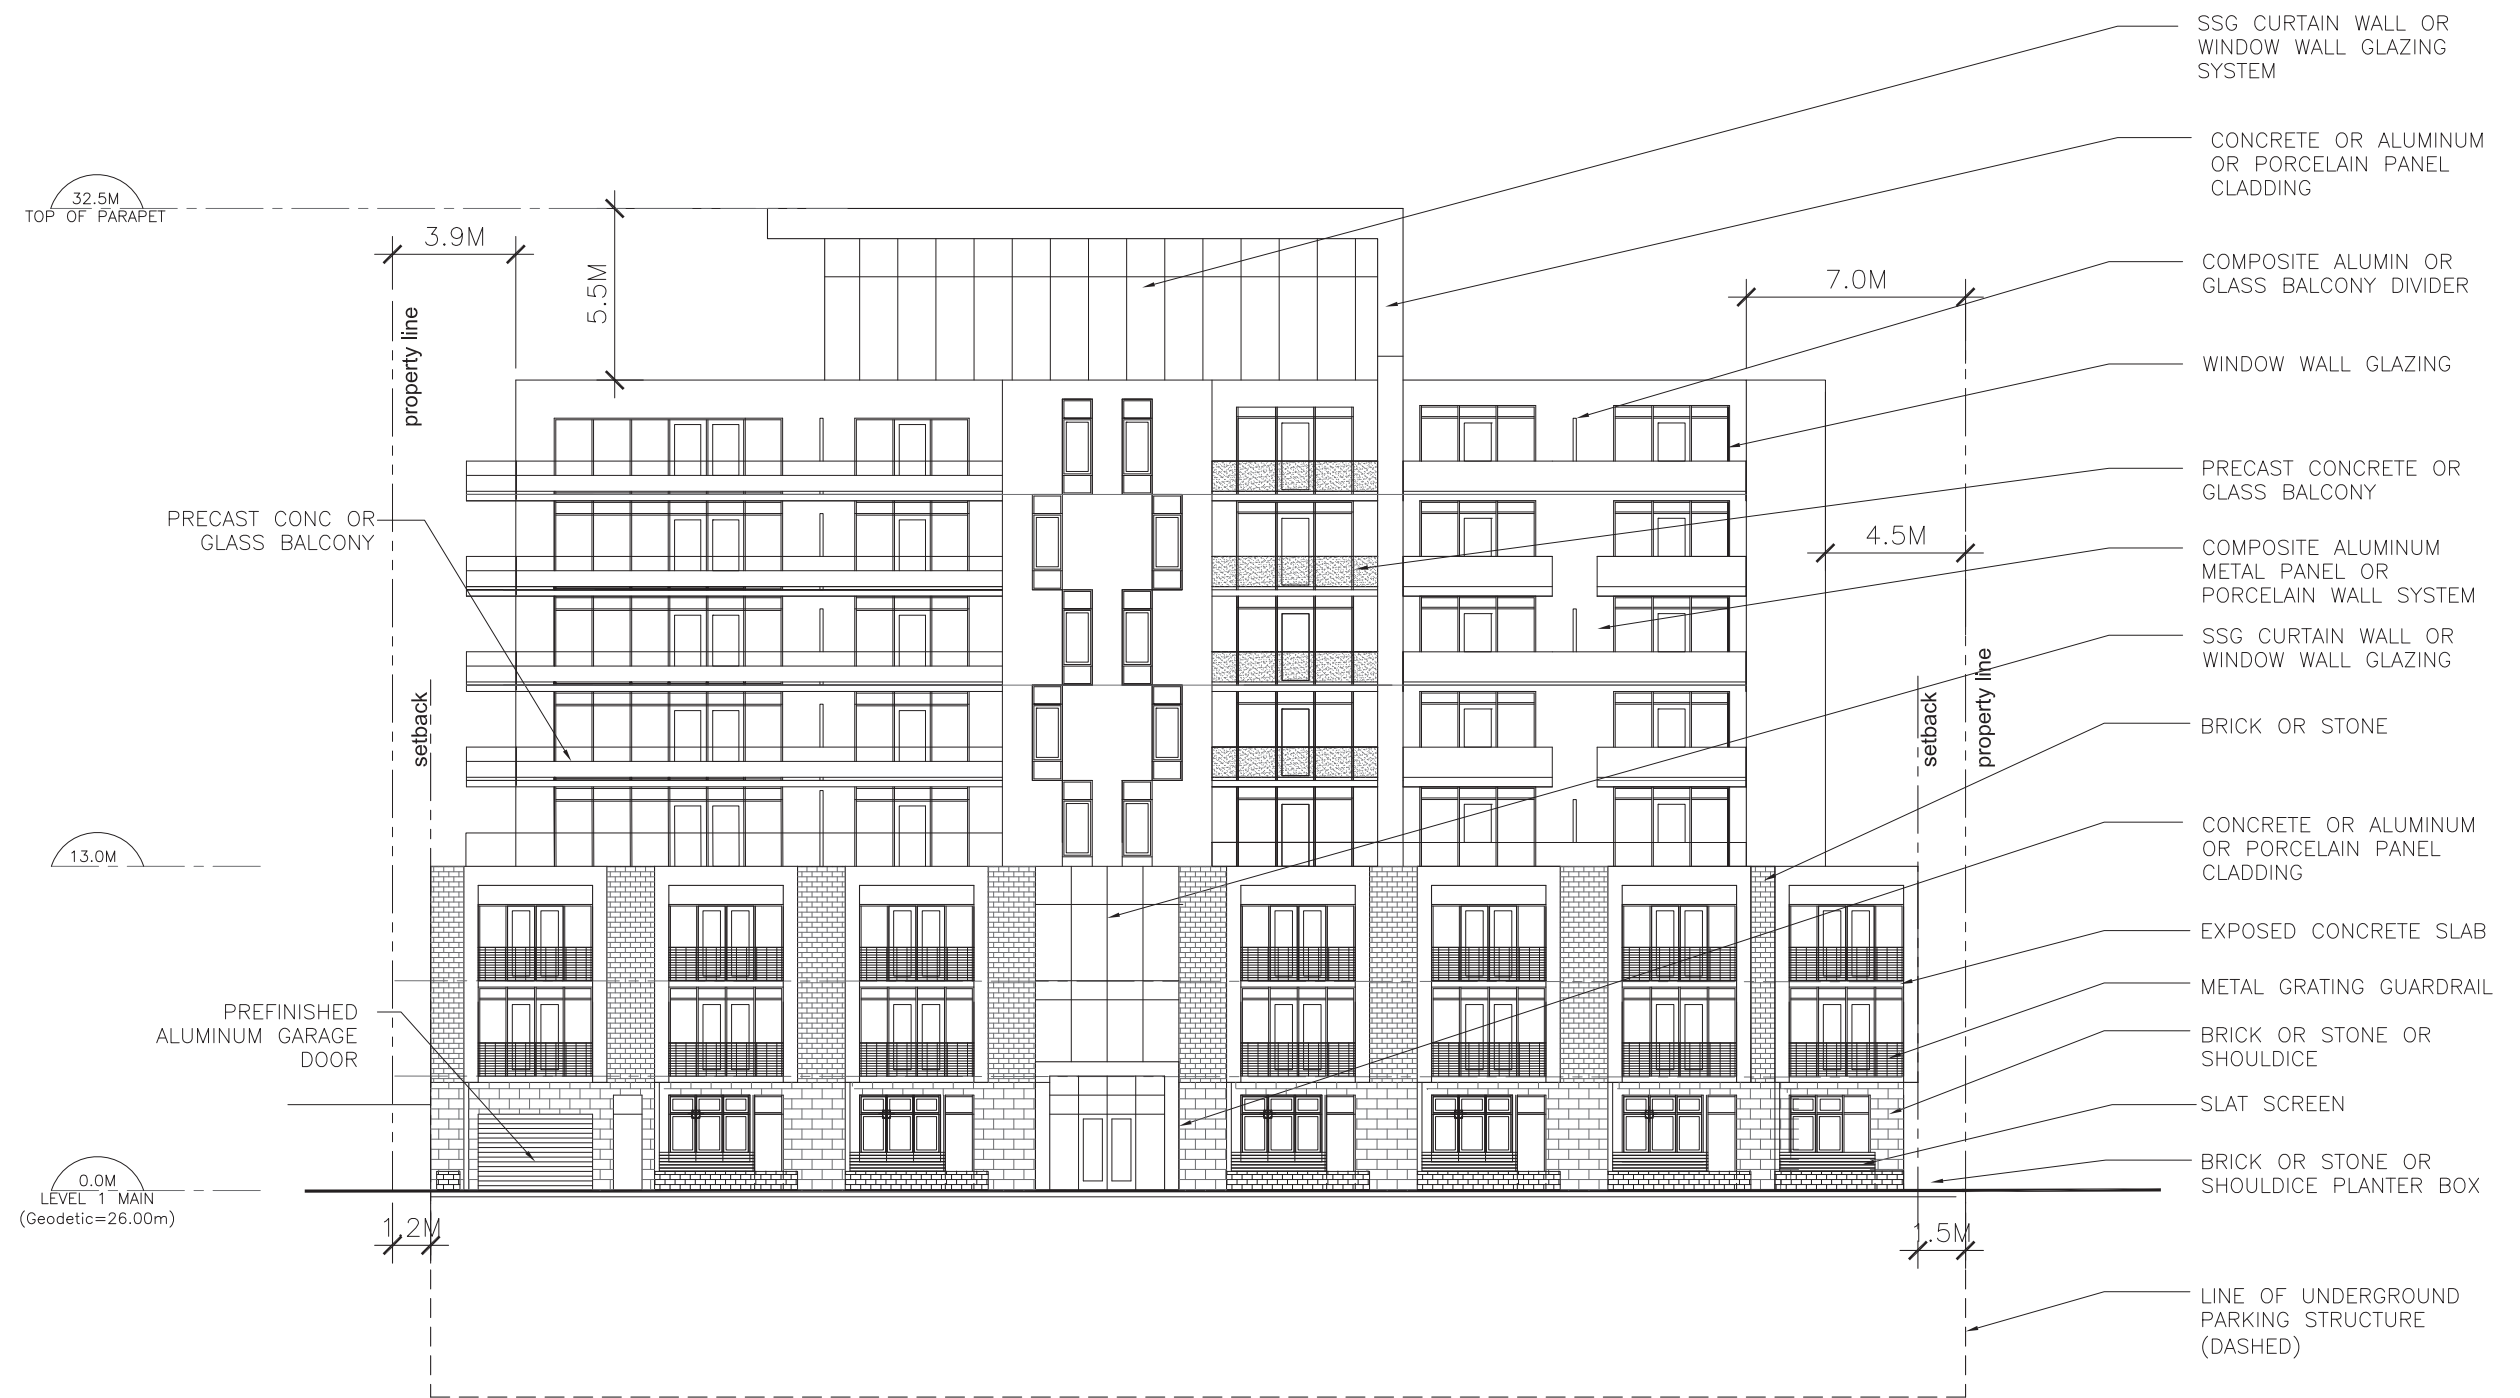 SSG CURTAIN WALL OR
WINDOW WALL GLAZING
SYSTEM
CONCRETE OR ALUMINUM
OR PORCELAIN PANEL
CLADDING
32.5M
TOP OF PARAPET
3.9M
5.5M
property line
COMPOSITE ALUMIN OR
GLASS BALCONY DIVIDER
7.0M
WINDOW WALL GLAZING
PRECAST CONCRETE OR
GLASS BALCONY
PRECAST CONC OR
GLASS BALCONY
4.5M
COMPOSITE ALUMINUM
METAL PANEL OR
PORCELAIN WALL SYSTEM
SSG CURTAIN WALL OR
WINDOW WALL GLAZING
setback
setback
property line
BRICK OR STONE
13.0M
CONCRETE OR ALUMINUM
OR PORCELAIN PANEL
CLADDING
EXPOSED CONCRETE SLAB
METAL GRATING GUARDRAIL
PREFINISHED
ALUMINUM GARAGE
DOOR
BRICK OR STONE OR
SHOULDICE
SLAT SCREEN
BRICK OR STONE OR
SHOULDICE PLANTER BOX
0.0M
LEVEL 1 MAIN
(Geodetic=26.00m)
1.2M
1.5M
LINE OF UNDERGROUND
PARKING STRUCTURE
(DASHED)